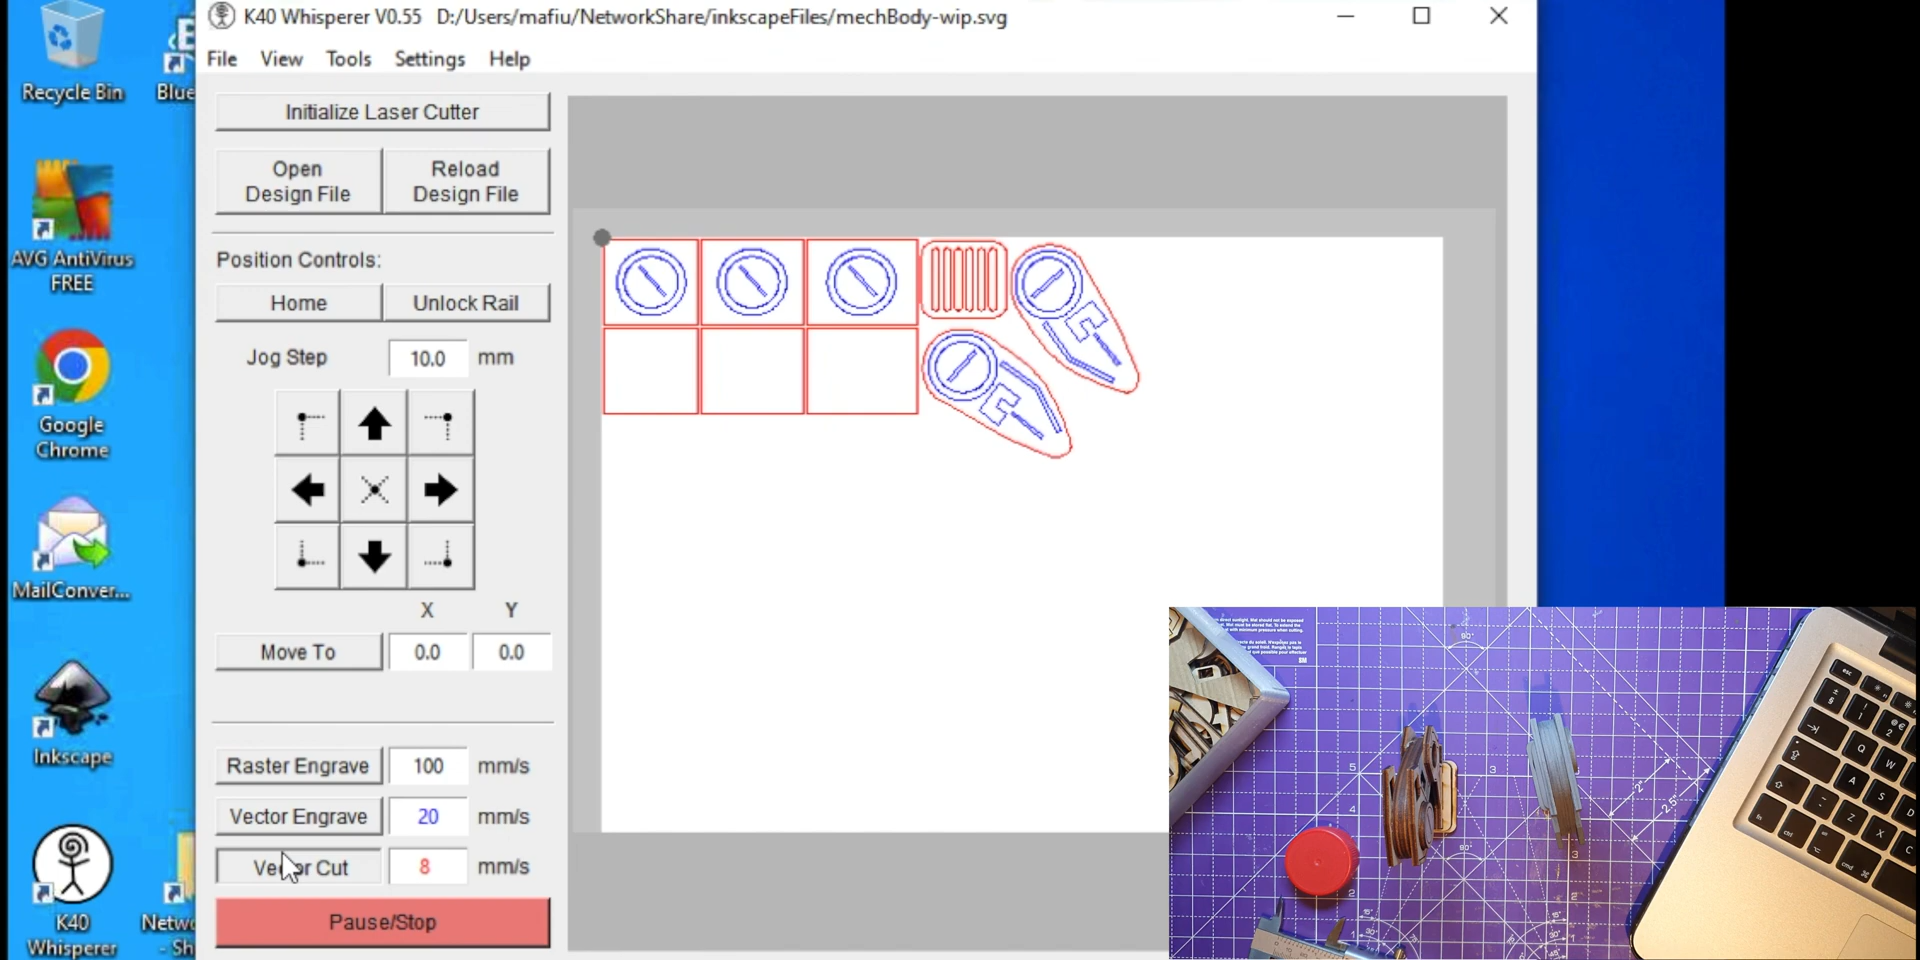 K40 Whisperer V0.55 D:/Users/mafiu/NetworkShare/inkscapeFiles/mechBody-wip.svg
File View Tools Settings Help
Recycle Bin
Blue
AVG AntiVirus
FREE
Google
Chrome
MailConver...
Inkscape
K40
Whisperer
Netwo
- Sh
Initialize Laser Cutter
Open
Design File
Reload
Design File
Position Controls:
Home
Unlock Rail
Jog Step 10.0 mm
X Y
Move To 0.0 0.0
Raster Engrave 100 mm/s
Vector Engrave 20 mm/s
Vector Cut 8 mm/s
Pause/Stop